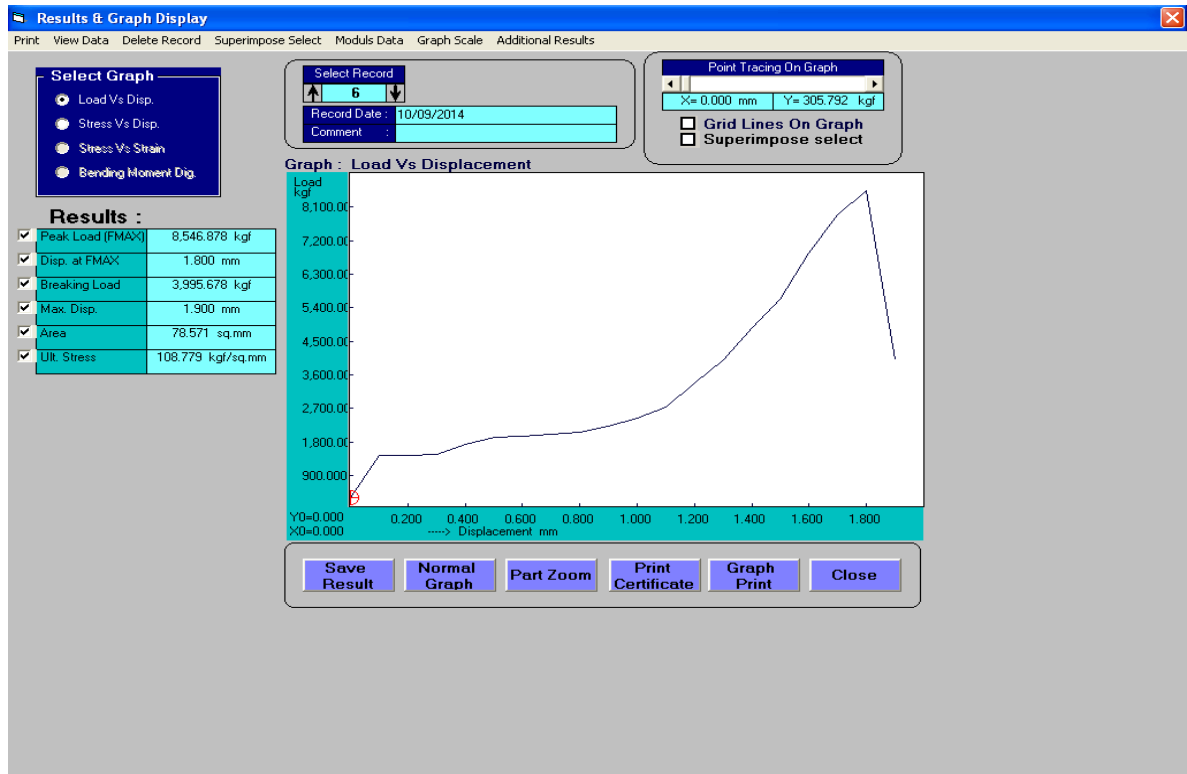 Results & Graph Display
Print View Data Delete Record Superimpose Select Moduls Data Graph Scale Additional Results
Select Graph
Load Vs Disp.
Stress Vs Disp.
Stress Vs Strain
Bending Moment Dig.
Select Record
6
Record Date : 10/09/2014
Comment :
Point Tracing On Graph
X= 0.000 mm Y= 305.792 kgf
Grid Lines On Graph
Superimpose select
Results :
Peak Load (FMAX) 8,546.878 kgf
Disp. at FMAX 1.800 mm
Breaking Load 3,995.678 kgf
Max. Disp. 1.900 mm
Area 78.571 sq.mm
Ult. Stress 108.779 kgf/sq.mm
Graph : Load Vs Displacement
Load
kgf
8,100.00
7,200.00
6,300.00
5,400.00
4,500.00
3,600.00
2,700.00
1,800.00
900.000
Y0=0.000 0.200 0.400 0.600 0.800 1.000 1.200 1.400 1.600 1.800
X0=0.000 ----> Displacement mm
Save Result
Normal Graph
Part Zoom
Print Certificate
Graph Print
Close